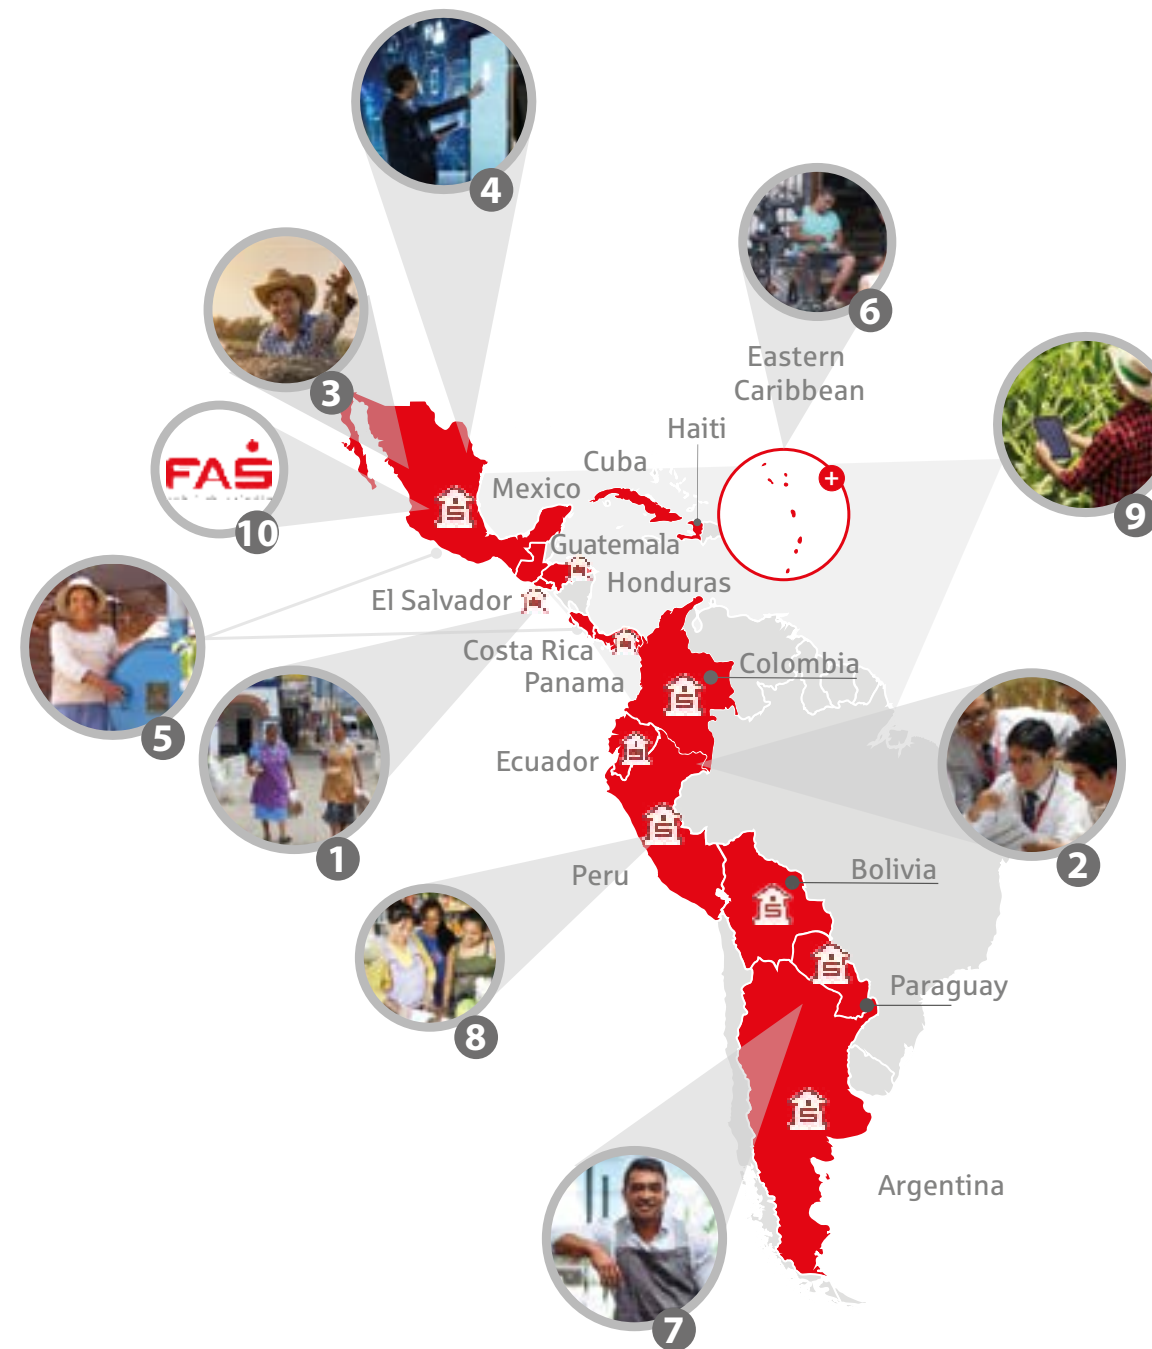 4
6
Eastern
Caribbean
3
Haiti
9
Cuba
FAS
Mexico
10
Guatemala
Honduras
El Salvador
Costa Rica
Colombia
Panama
5
Ecuador
1
2
Bolivia
Peru
Paraguay
8
Argentina
7